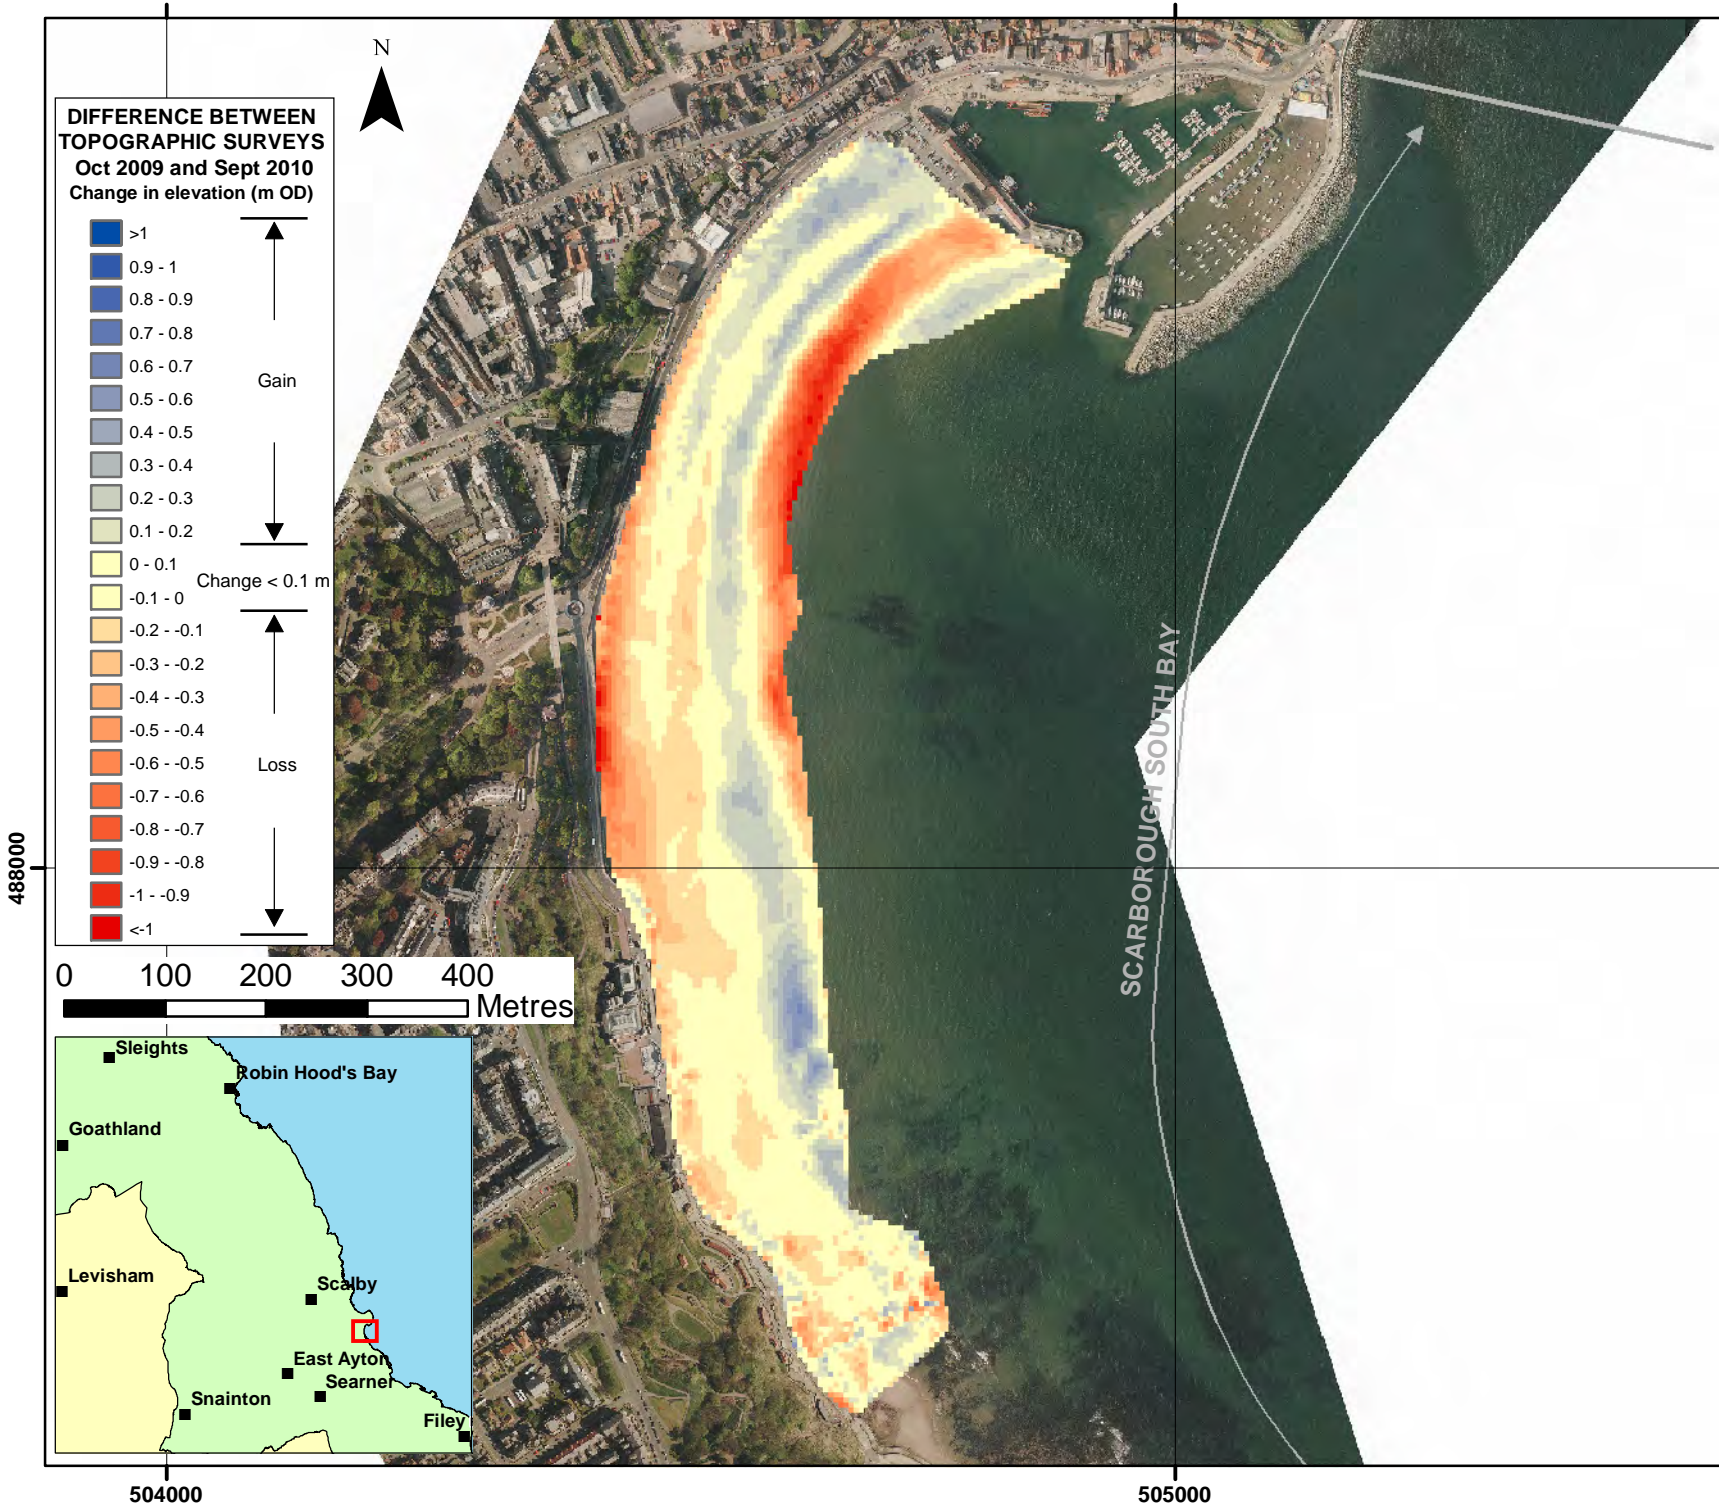 N
DIFFERENCE BETWEEN
TOPOGRAPHIC SURVEYS
Oct 2009 and Sept 2010
Change in elevation (m OD)
>1
0.9 - 1
0.8 - 0.9
0.7 - 0.8
0.6 - 0.7
0.5 - 0.6
0.4 - 0.5
0.3 - 0.4
0.2 - 0.3
0.1 - 0.2
0 - 0.1
-0.1 - 0
-0.2 - -0.1
-0.3 - -0.2
-0.4 - -0.3
-0.5 - -0.4
-0.6 - -0.5
-0.7 - -0.6
-0.8 - -0.7
-0.9 - -0.8
-1 - -0.9
<-1
Gain
Change < 0.1 m
Loss
SCARBOROUGH SOUTH BAY
488000
0 100 200 300 400
Metres
Sleights
Robin Hood's Bay
Goathland
Levisham
Scalby
East Ayton
Searner
Snainton
Filey
504000
505000